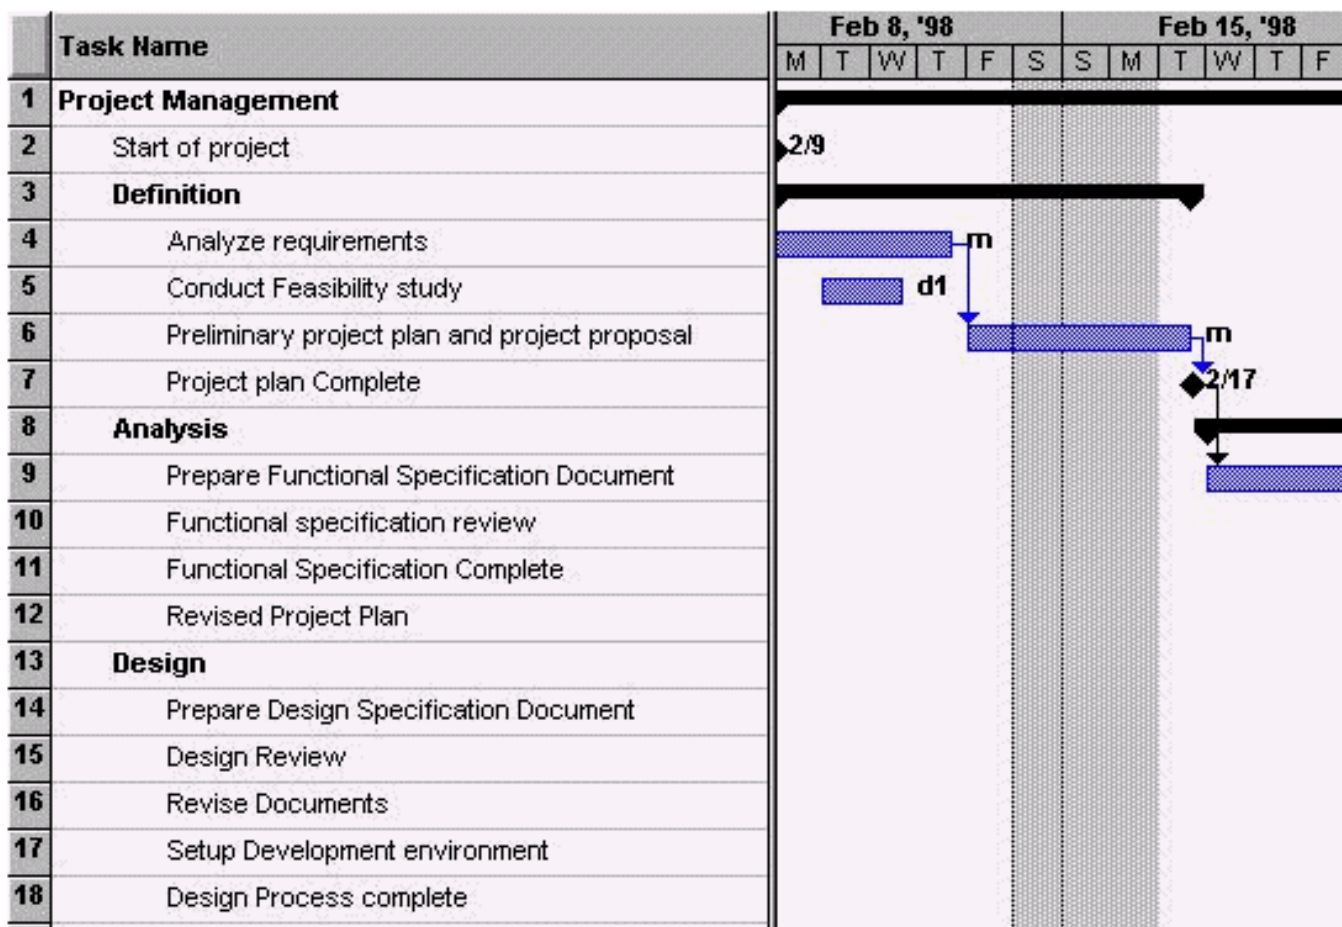 Task Name
Feb 8, '98 Feb 15, '98
M T W T F S S M T W T F
1 Project Management
2 Start of project 2/9
3 Definition
4 Analyze requirements m
5 Conduct Feasibility study d1
6 Preliminary project plan and project proposal m
7 Project plan Complete 2/17
8 Analysis
9 Prepare Functional Specification Document
10 Functional specification review
11 Functional Specification Complete
12 Revised Project Plan
13 Design
14 Prepare Design Specification Document
15 Design Review
16 Revise Documents
17 Setup Development environment
18 Design Process complete